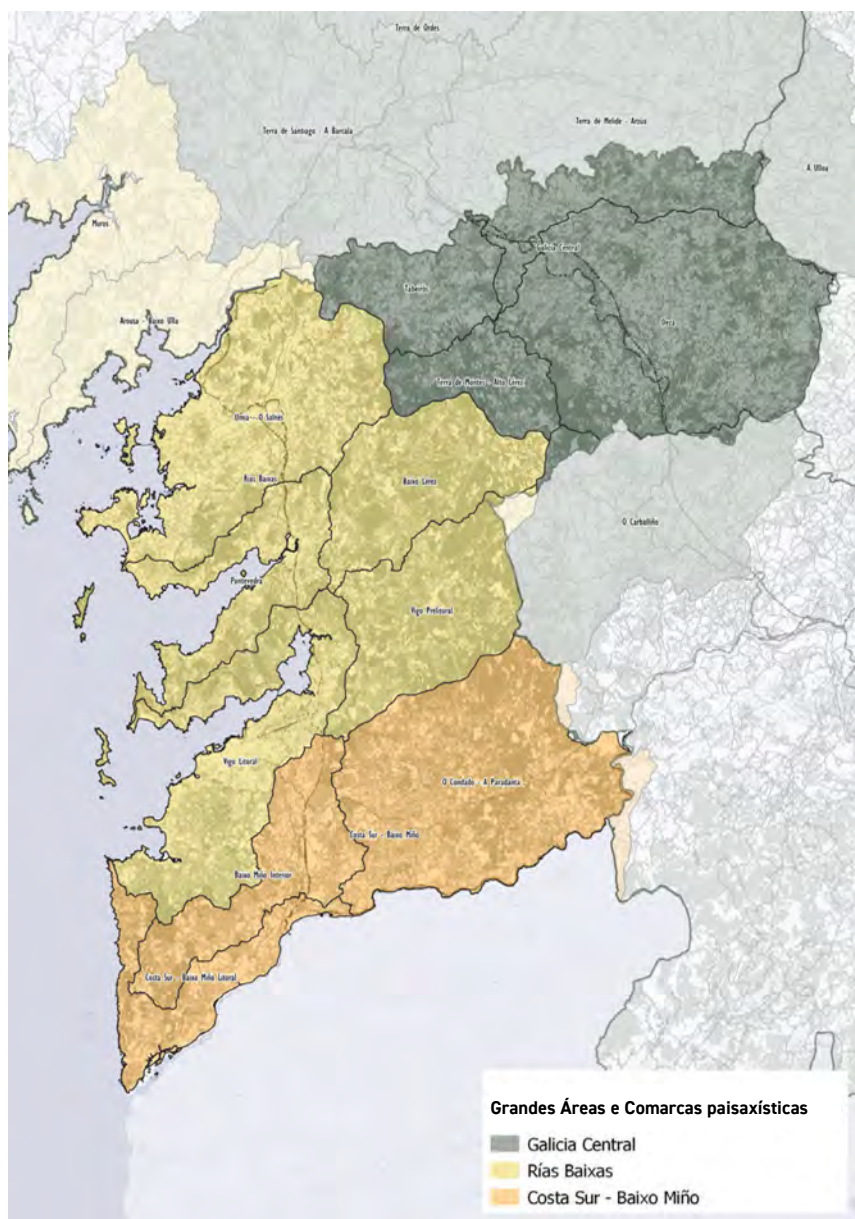 Terra de Ordes
Terra de Melide - Arzúa
Terra de Santiago - A Barcala
A Ulloa
Muros
Galicia Central
Tabeirós
Arousa - Baixo Ulla
Deza
Terra de Montes - Alto Lérez
Umia - O Salnés
Rías Baixas
Baixo Lérez
O Carballiño
Pontevedra
Vigo Prelitoral
Vigo Litoral
O Condado - A Paradanta
Costa Sur - Baixo Miño
Baixo Miño Interior
Costa Sur - Baixo Miño Litoral
Grandes Áreas e Comarcas paisaxísticas
Galicia Central
Rías Baixas
Costa Sur - Baixo Miño